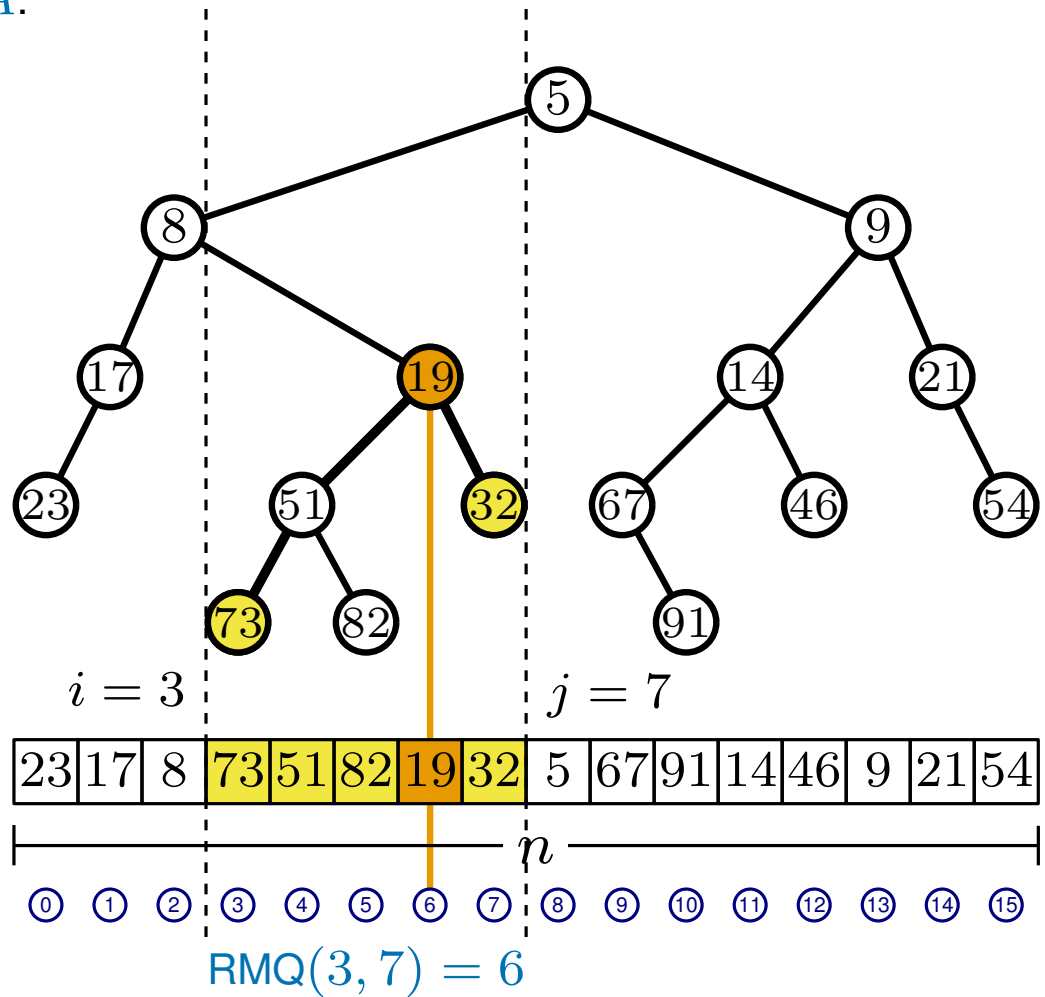 .
5
8 9
17 19 14 21
23 51 32 67 46 54
73 82 91
i = 3 j = 7
23 17 8 73 51 82 19 32 5 67 91 14 46 9 21 54
n
0 1 2 3 4 5 6 7 8 9 10 11 12 13 14 15
RMQ(3, 7) = 6